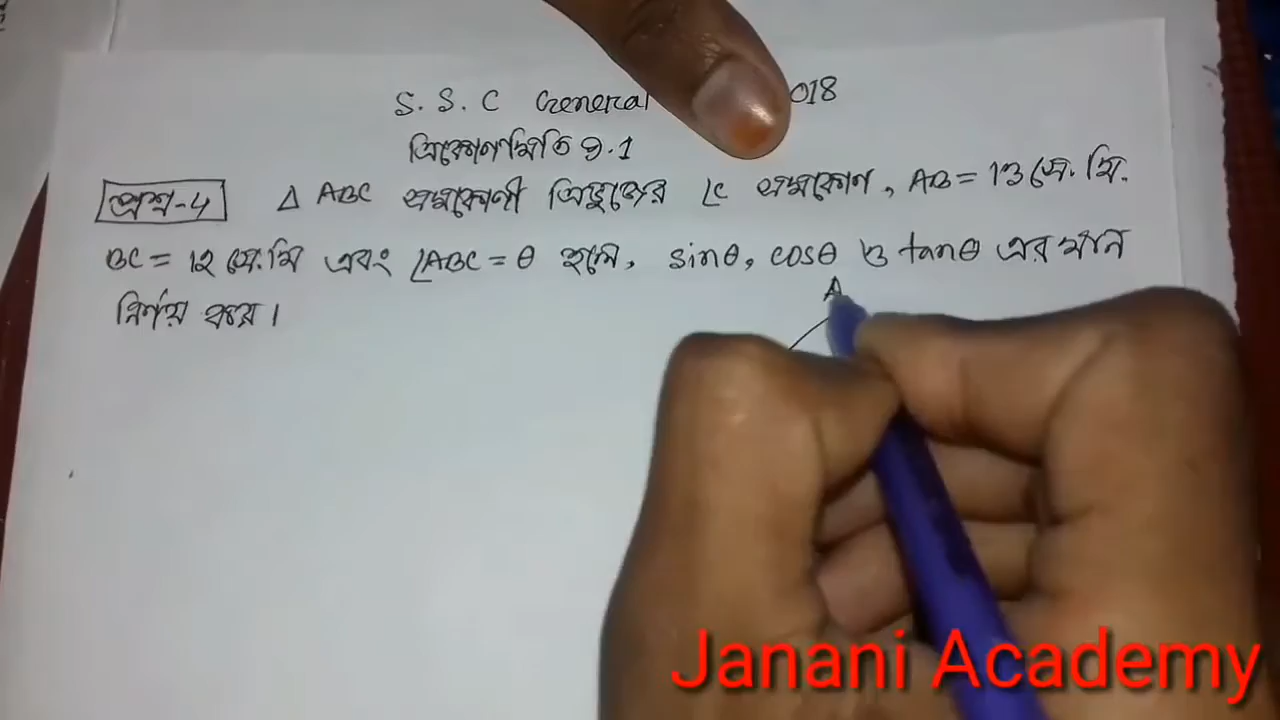 S. S. C General 018
ত্রিকোণমিতি 9.1
প্রশ্ন-4 Δ ABC সমকোণী ত্রিভুজের ∠C সমকোণ, AB = 13 সে. মি.
BC = 12 সে.মি এবং ∠ABC = θ হলে, sinθ, cosθ ও tanθ এর মান
নির্ণয় কর।
A
Janani Academy